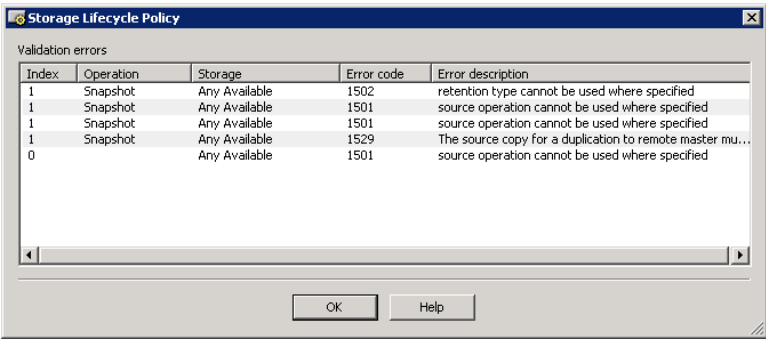 Storage Lifecycle Policy
Validation errors
Index Operation Storage Error code Error description
1 Snapshot Any Available 1502 retention type cannot be used where specified
1 Snapshot Any Available 1501 source operation cannot be used where specified
1 Snapshot Any Available 1501 source operation cannot be used where specified
1 Snapshot Any Available 1529 The source copy for a duplication to remote master mu...
0 Any Available 1501 source operation cannot be used where specified
OK Help